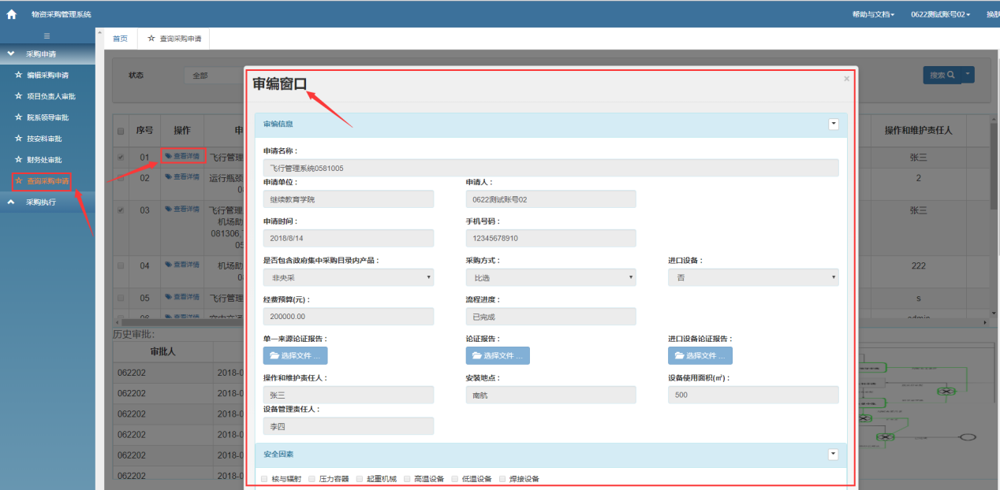 物资采购管理系统
帮助与文档
0622测试账号02
换肤
采购申请
编辑采购申请
项目负责人审批
院系领导审批
技安科审批
财务处审批
查询采购申请
采购执行
首页
查询采购申请
状态
全部
搜索
序号
操作
申
操作和维护责任人
01
查看详情
飞行管理
张三
02
查看详情
2
03
查看详情
飞行管理
机场助
081306,
张三
04
查看详情
机场助
222
05
查看详情
飞行管理
s
历史审批:
审批人
062202
2018-0
062202
2018-0
062202
2018-0
062202
2018-0
062202
2018-0
062202
2018-0
审编窗口
×
审编信息
申请名称：
飞行管理系统0581005
申请单位：
申请人：
继续教育学院
0622测试账号02
申请时间：
手机号码：
2018/8/14
12345678910
是否包含政府集中采购目录内产品：
采购方式：
进口设备：
非央采
比选
否
经费预算(元)：
流程进度：
200000.00
已完成
单一来源论证报告：
论证报告：
进口设备论证报告：
选择文件 ...
选择文件 ...
选择文件 ...
操作和维护责任人：
安装地点：
设备使用面积(㎡)：
张三
南航
500
设备管理责任人：
李四
安全因素
核与辐射
压力容器
起重机械
高温设备
低温设备
焊接设备